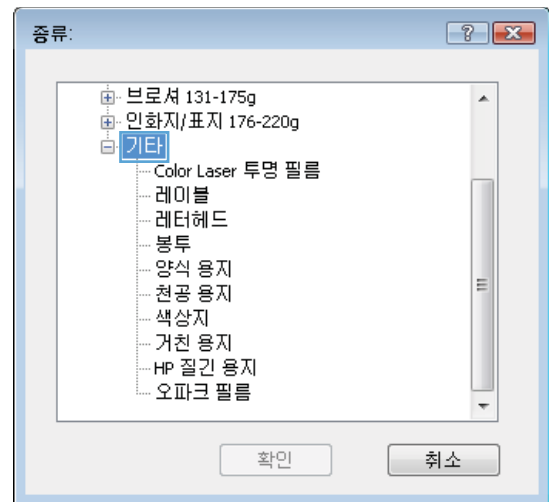 종류:
브로셔 131-175g
인화지/표지 176-220g
기타
Color Laser 투명 필름
레이블
레터헤드
봉투
양식 용지
천공 용지
색상지
거친 용지
HP 질긴 용지
오파크 필름
확인 취소